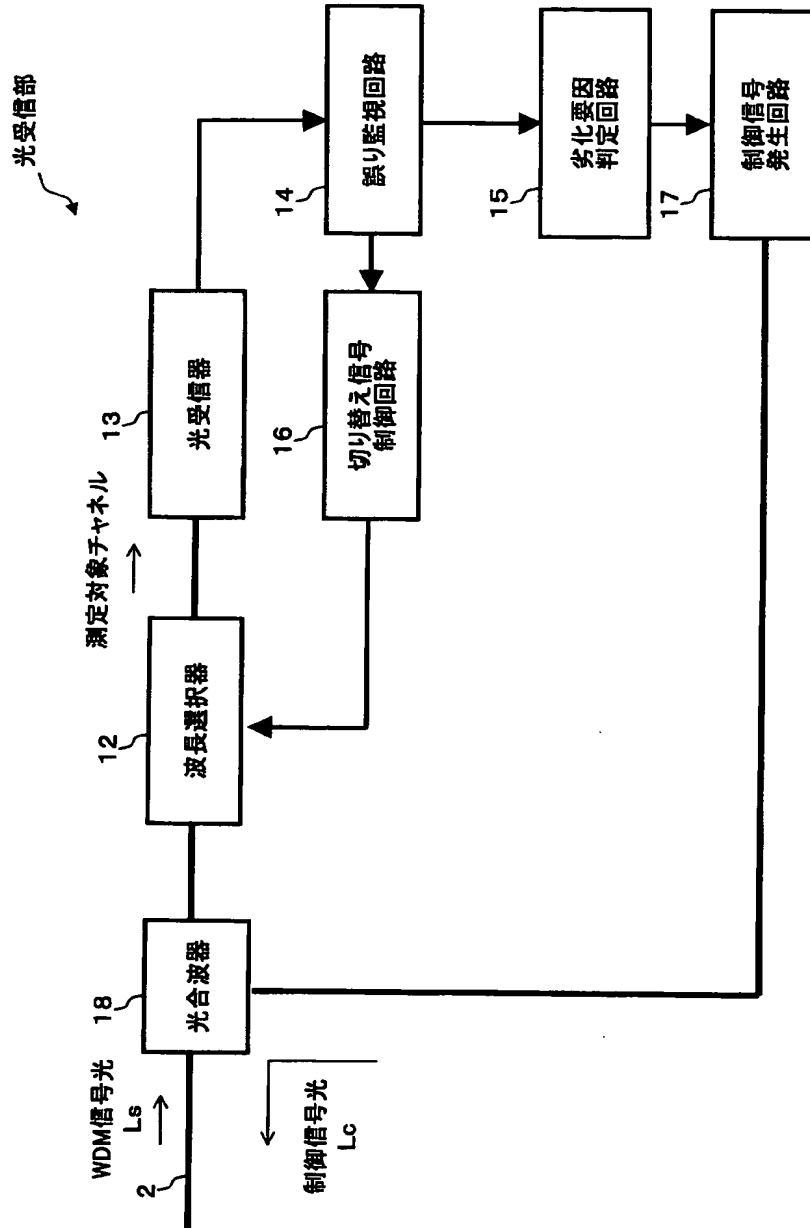 光受信部
WDM信号光
Ls
2
制御信号光
Lc
18
光合波器
12
波長選択器
測定対象チャネル
13
光受信器
14
誤り監視回路
16
切り替え信号
制御回路
15
劣化要因
判定回路
17
制御信号
発生回路